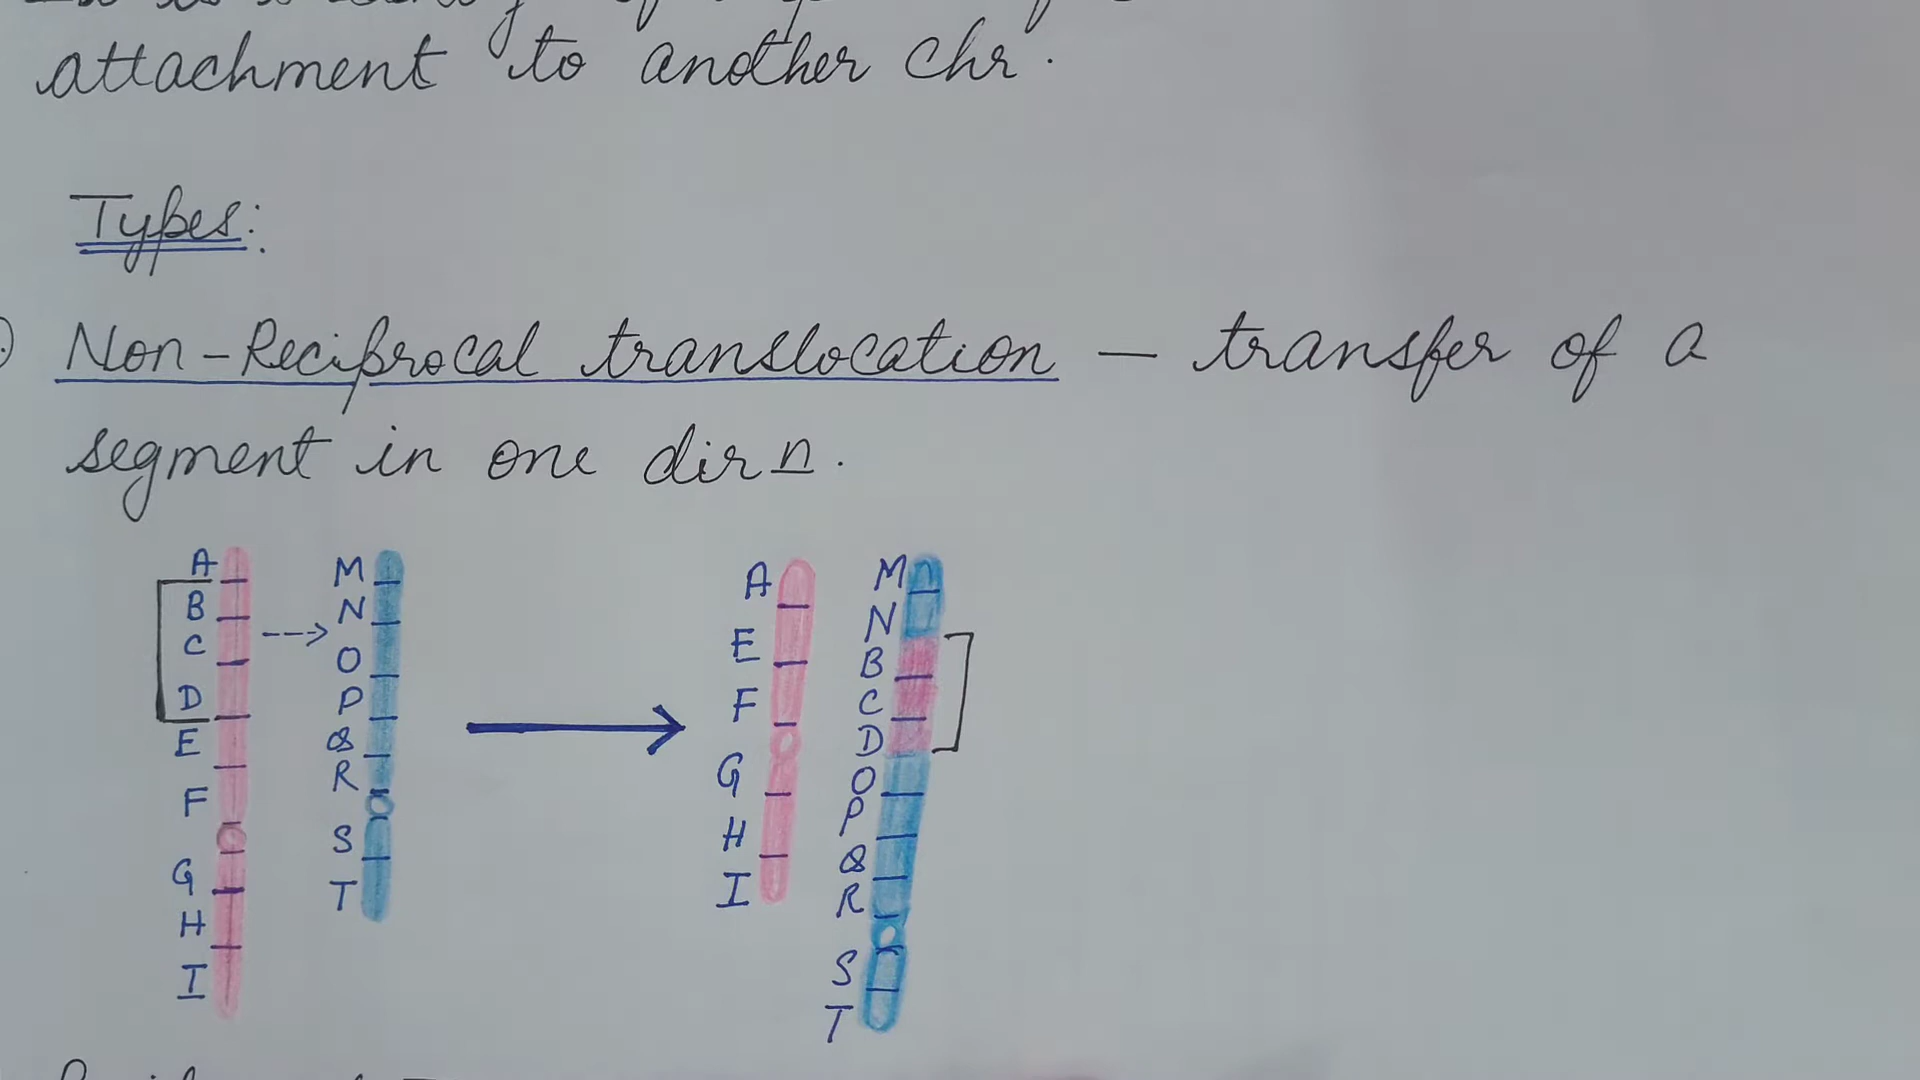 attachment to another chr.
Types:
Non-Reciprocal translocation — transfer of a
segment in one dirn.
A
B
C
D
E
F
G
H
I
M
N
O
P
Q
R
S
T
A
E
F
G
H
I
M
N
B
C
D
O
P
Q
R
S
T